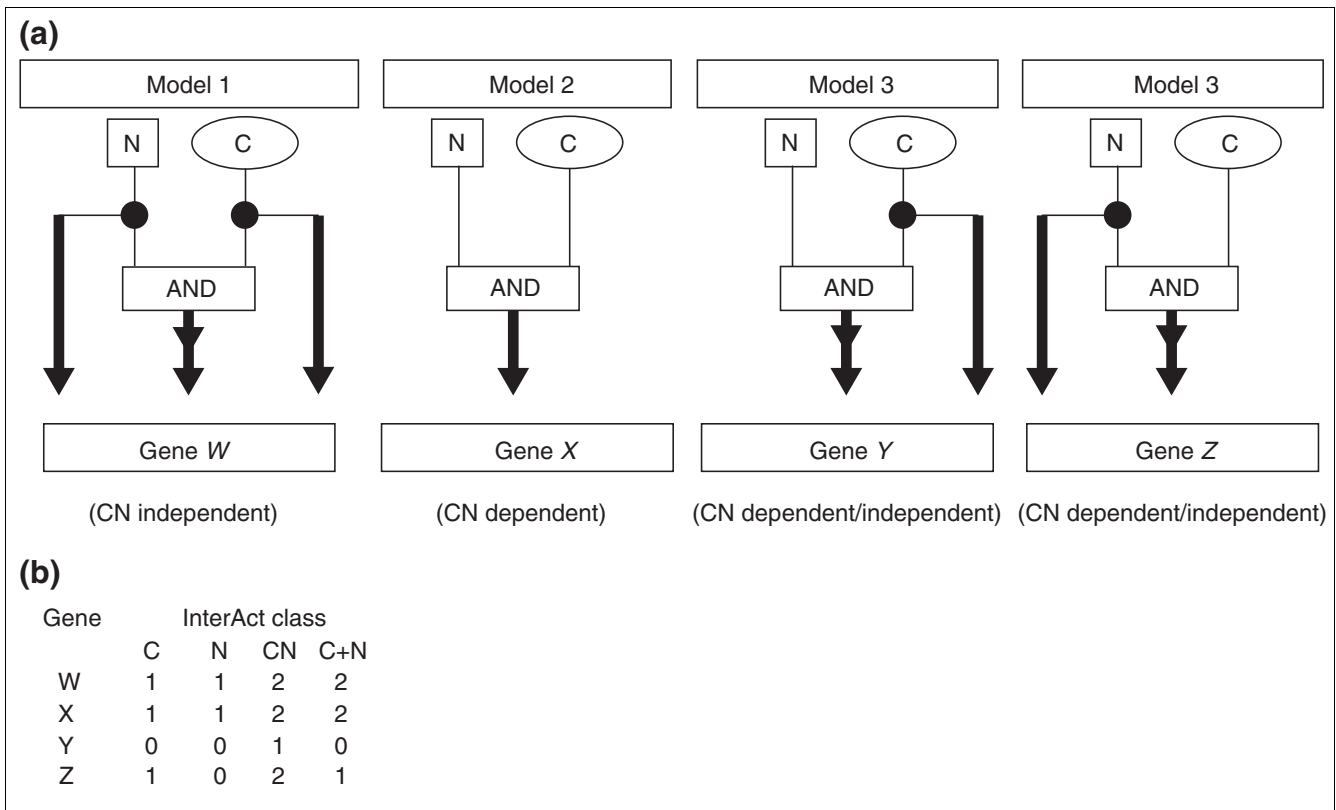 (a)
Model 1 Model 2 Model 3 Model 3
N C N C N C N C
AND AND AND AND
Gene W Gene X Gene Y Gene Z
(CN independent) (CN dependent) (CN dependent/independent) (CN dependent/independent)
(b)
Gene InterAct class
C N CN C+N
W 1 1 2 2
X 1 1 2 2
Y 0 0 1 0
Z 1 0 2 1